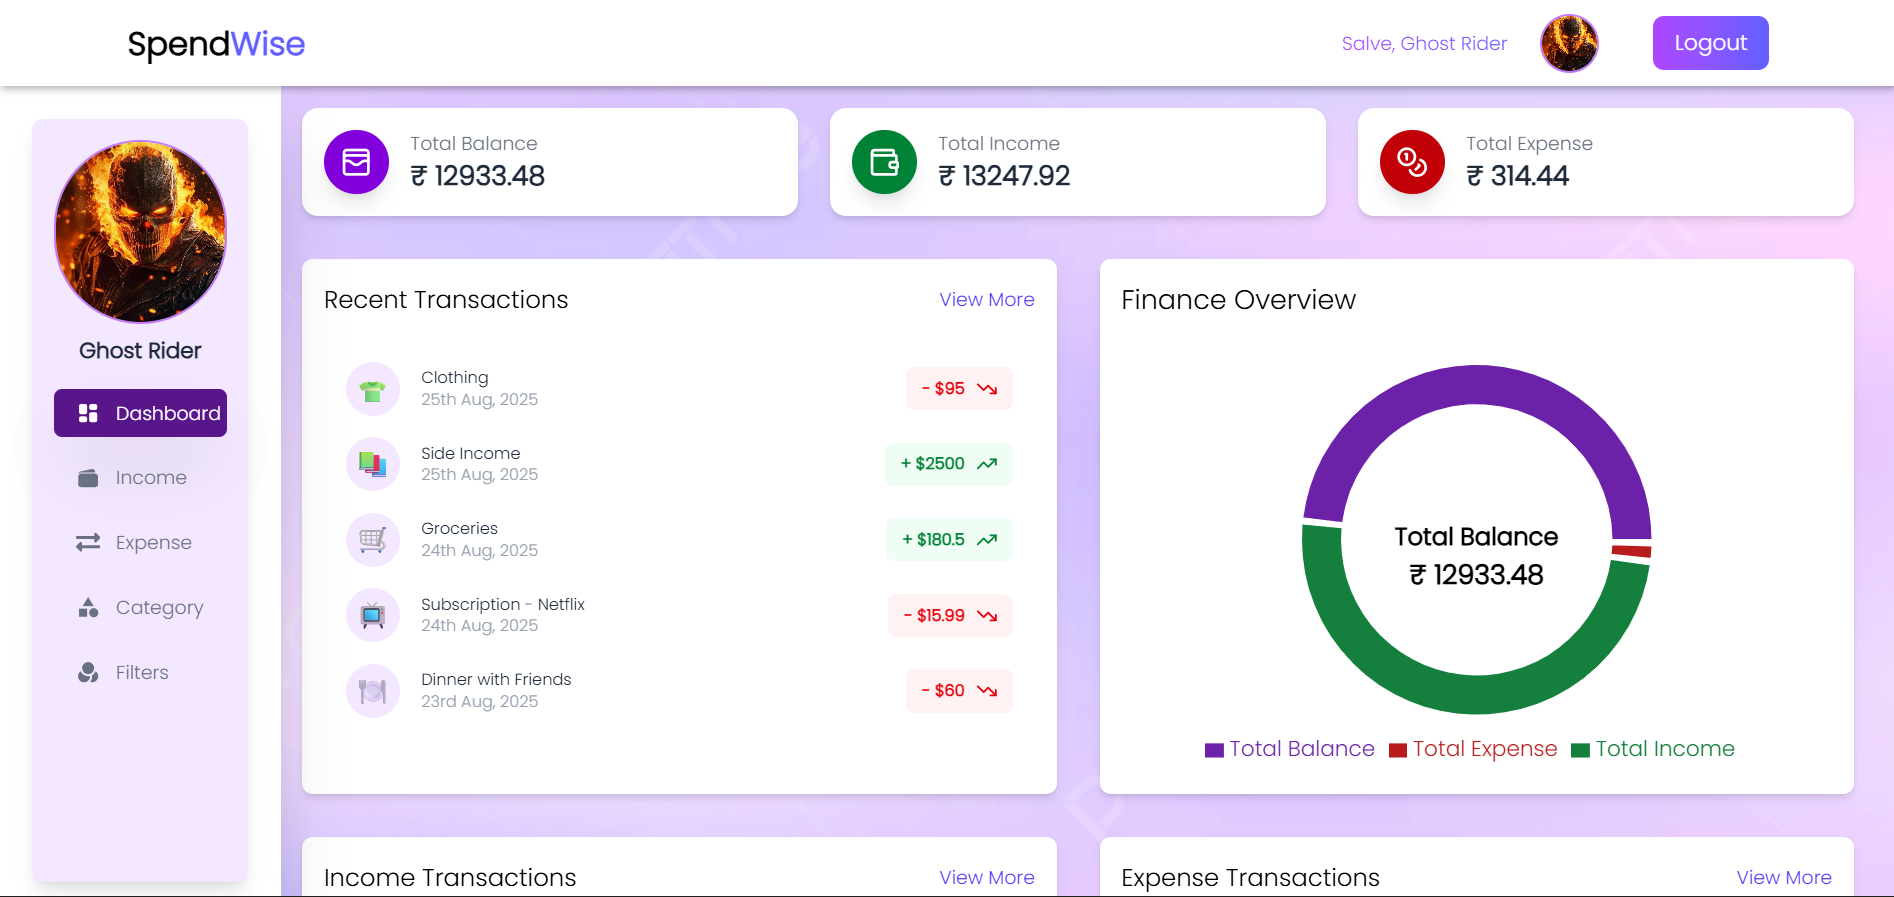 SpendWise
Salve, Ghost Rider
Logout
Ghost Rider
Dashboard
Income
Expense
Category
Filters
Total Balance
₹ 12933.48
Total Income
₹ 13247.92
Total Expense
₹ 314.44
Recent Transactions
View More
Clothing
25th Aug, 2025
- $95
Side Income
25th Aug, 2025
+ $2500
Groceries
24th Aug, 2025
+ $180.5
Subscription - Netflix
24th Aug, 2025
- $15.99
Dinner with Friends
23rd Aug, 2025
- $60
Finance Overview
Total Balance
₹ 12933.48
Total Balance
Total Expense
Total Income
Income Transactions
View More
Expense Transactions
View More